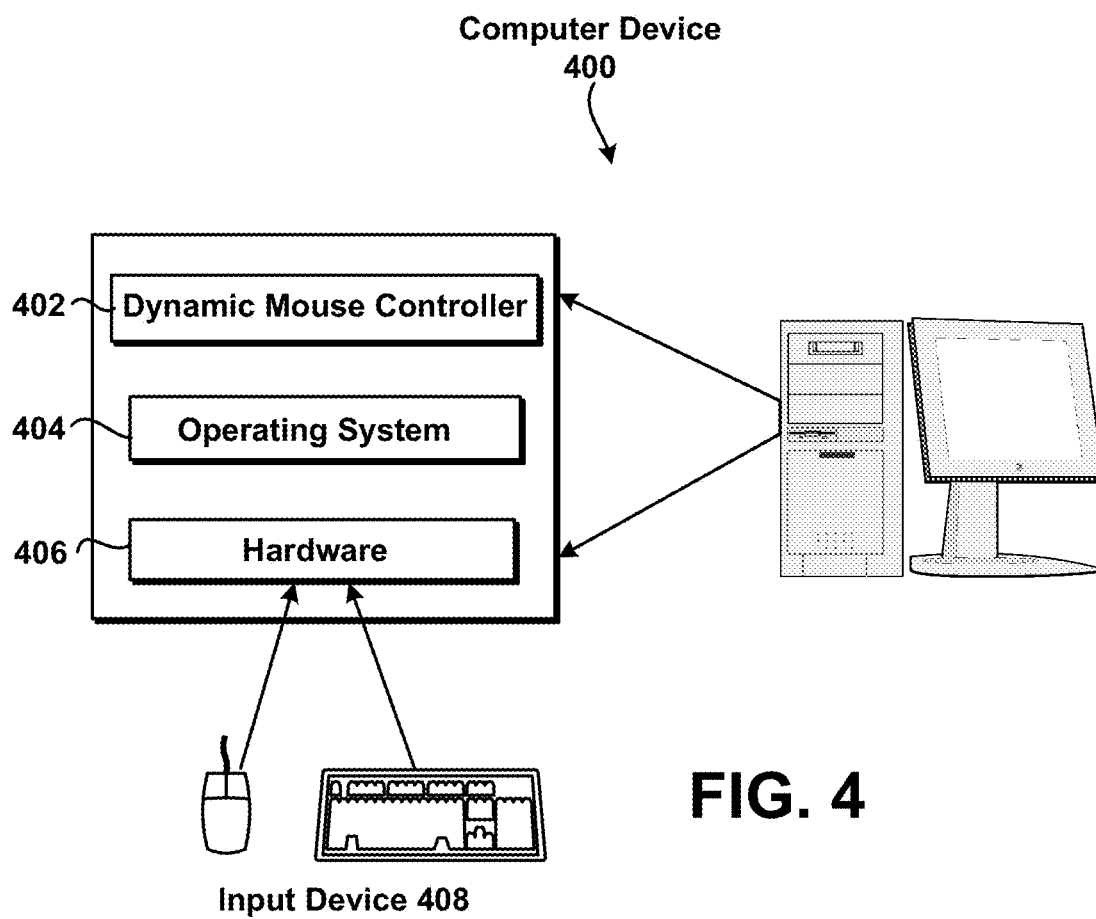 Computer Device
400
402 Dynamic Mouse Controller
404 Operating System
406 Hardware
FIG. 4
Input Device 408